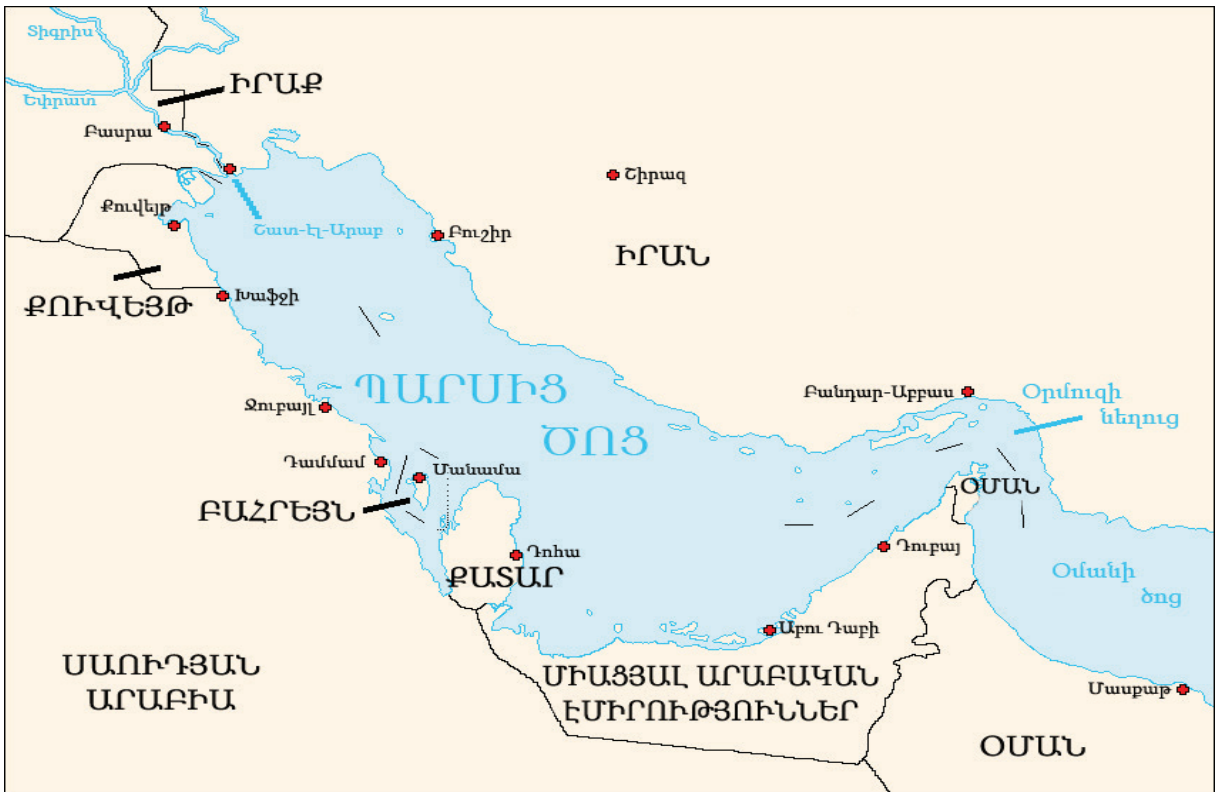 Տիգրիս
ԻՐԱՔ
Եփրատ
Բասրա
Շիրազ
Քուվեյթ
Շատ-էլ-Արաբ
Բուշիր
ԻՐԱՆ
ՔՈՒՎԵՅԹ
Խաֆջի
ՊԱՐՍԻՑ
ԾՈՑ
Ջուբայլ
Բանդար-Աբբաս
Օրմուզի
նեղուց
Դամմամ
Մանամա
ՕՄԱՆ
ԲԱՀՐԵՅՆ
Դոհա
Դուբայ
ՔԱՏԱՐ
Օմանի
ծոց
Աբու Դաբի
ՍԱՈՒԴՅԱՆ
ԱՐԱԲԻԱ
ՄԻԱՑՅԱԼ ԱՐԱԲԱԿԱՆ
ԷՄԻՐՈՒԹՅՈՒՆՆԵՐ
Մասքաթ
ՕՄԱՆ